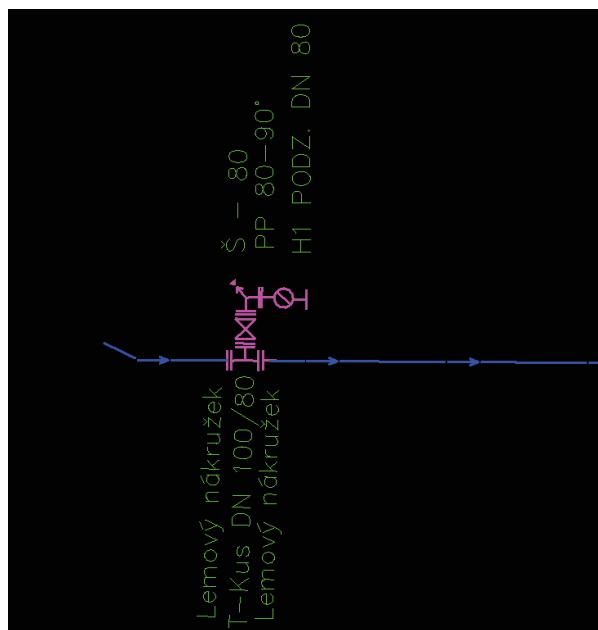 Š – 80
PP 80–90°
H1 PODZ. DN 80
Lemový nákružek
T–Kus DN 100/80
Lemový nákružek